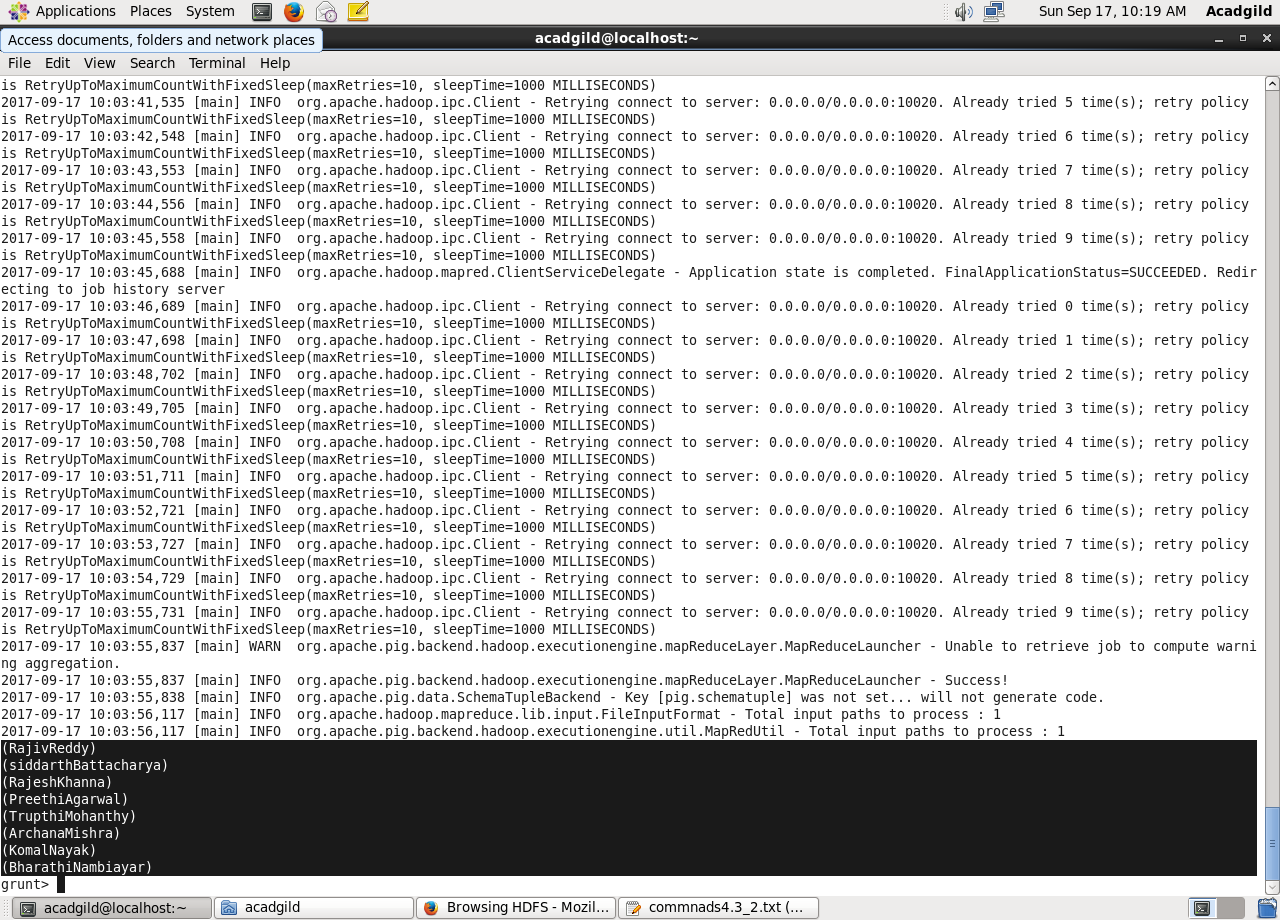 Applications Places System Sun Sep 17, 10:19 AM Acadgild
Access documents, folders and network places
acadgild@localhost:~
File Edit View Search Terminal Help
is RetryUpToMaximumCountWithFixedSleep(maxRetries=10, sleepTime=1000 MILLISECONDS)
2017-09-17 10:03:41,535 [main] INFO  org.apache.hadoop.ipc.Client - Retrying connect to server: 0.0.0.0/0.0.0.0:10020. Already tried 5 time(s); retry policy
is RetryUpToMaximumCountWithFixedSleep(maxRetries=10, sleepTime=1000 MILLISECONDS)
2017-09-17 10:03:42,548 [main] INFO  org.apache.hadoop.ipc.Client - Retrying connect to server: 0.0.0.0/0.0.0.0:10020. Already tried 6 time(s); retry policy
is RetryUpToMaximumCountWithFixedSleep(maxRetries=10, sleepTime=1000 MILLISECONDS)
2017-09-17 10:03:43,553 [main] INFO  org.apache.hadoop.ipc.Client - Retrying connect to server: 0.0.0.0/0.0.0.0:10020. Already tried 7 time(s); retry policy
is RetryUpToMaximumCountWithFixedSleep(maxRetries=10, sleepTime=1000 MILLISECONDS)
2017-09-17 10:03:44,556 [main] INFO  org.apache.hadoop.ipc.Client - Retrying connect to server: 0.0.0.0/0.0.0.0:10020. Already tried 8 time(s); retry policy
is RetryUpToMaximumCountWithFixedSleep(maxRetries=10, sleepTime=1000 MILLISECONDS)
2017-09-17 10:03:45,558 [main] INFO  org.apache.hadoop.ipc.Client - Retrying connect to server: 0.0.0.0/0.0.0.0:10020. Already tried 9 time(s); retry policy
is RetryUpToMaximumCountWithFixedSleep(maxRetries=10, sleepTime=1000 MILLISECONDS)
2017-09-17 10:03:45,688 [main] INFO  org.apache.hadoop.mapred.ClientServiceDelegate - Application state is completed. FinalApplicationStatus=SUCCEEDED. Redir
ecting to job history server
2017-09-17 10:03:46,689 [main] INFO  org.apache.hadoop.ipc.Client - Retrying connect to server: 0.0.0.0/0.0.0.0:10020. Already tried 0 time(s); retry policy
is RetryUpToMaximumCountWithFixedSleep(maxRetries=10, sleepTime=1000 MILLISECONDS)
2017-09-17 10:03:47,698 [main] INFO  org.apache.hadoop.ipc.Client - Retrying connect to server: 0.0.0.0/0.0.0.0:10020. Already tried 1 time(s); retry policy
is RetryUpToMaximumCountWithFixedSleep(maxRetries=10, sleepTime=1000 MILLISECONDS)
2017-09-17 10:03:48,702 [main] INFO  org.apache.hadoop.ipc.Client - Retrying connect to server: 0.0.0.0/0.0.0.0:10020. Already tried 2 time(s); retry policy
is RetryUpToMaximumCountWithFixedSleep(maxRetries=10, sleepTime=1000 MILLISECONDS)
2017-09-17 10:03:49,705 [main] INFO  org.apache.hadoop.ipc.Client - Retrying connect to server: 0.0.0.0/0.0.0.0:10020. Already tried 3 time(s); retry policy
is RetryUpToMaximumCountWithFixedSleep(maxRetries=10, sleepTime=1000 MILLISECONDS)
2017-09-17 10:03:50,708 [main] INFO  org.apache.hadoop.ipc.Client - Retrying connect to server: 0.0.0.0/0.0.0.0:10020. Already tried 4 time(s); retry policy
is RetryUpToMaximumCountWithFixedSleep(maxRetries=10, sleepTime=1000 MILLISECONDS)
2017-09-17 10:03:51,711 [main] INFO  org.apache.hadoop.ipc.Client - Retrying connect to server: 0.0.0.0/0.0.0.0:10020. Already tried 5 time(s); retry policy
is RetryUpToMaximumCountWithFixedSleep(maxRetries=10, sleepTime=1000 MILLISECONDS)
2017-09-17 10:03:52,721 [main] INFO  org.apache.hadoop.ipc.Client - Retrying connect to server: 0.0.0.0/0.0.0.0:10020. Already tried 6 time(s); retry policy
is RetryUpToMaximumCountWithFixedSleep(maxRetries=10, sleepTime=1000 MILLISECONDS)
2017-09-17 10:03:53,727 [main] INFO  org.apache.hadoop.ipc.Client - Retrying connect to server: 0.0.0.0/0.0.0.0:10020. Already tried 7 time(s); retry policy
is RetryUpToMaximumCountWithFixedSleep(maxRetries=10, sleepTime=1000 MILLISECONDS)
2017-09-17 10:03:54,729 [main] INFO  org.apache.hadoop.ipc.Client - Retrying connect to server: 0.0.0.0/0.0.0.0:10020. Already tried 8 time(s); retry policy
is RetryUpToMaximumCountWithFixedSleep(maxRetries=10, sleepTime=1000 MILLISECONDS)
2017-09-17 10:03:55,731 [main] INFO  org.apache.hadoop.ipc.Client - Retrying connect to server: 0.0.0.0/0.0.0.0:10020. Already tried 9 time(s); retry policy
is RetryUpToMaximumCountWithFixedSleep(maxRetries=10, sleepTime=1000 MILLISECONDS)
2017-09-17 10:03:55,837 [main] WARN  org.apache.pig.backend.hadoop.executionengine.mapReduceLayer.MapReduceLauncher - Unable to retrieve job to compute warni
ng aggregation.
2017-09-17 10:03:55,837 [main] INFO  org.apache.pig.backend.hadoop.executionengine.mapReduceLayer.MapReduceLauncher - Success!
2017-09-17 10:03:55,838 [main] INFO  org.apache.pig.data.SchemaTupleBackend - Key [pig.schematuple] was not set... will not generate code.
2017-09-17 10:03:56,117 [main] INFO  org.apache.hadoop.mapreduce.lib.input.FileInputFormat - Total input paths to process : 1
2017-09-17 10:03:56,117 [main] INFO  org.apache.pig.backend.hadoop.executionengine.util.MapRedUtil - Total input paths to process : 1
(RajivReddy)
(siddarthBattacharya)
(RajeshKhanna)
(PreethiAgarwal)
(TrupthiMohanthy)
(ArchanaMishra)
(KomalNayak)
(BharathiNambiayar)
grunt>
acadgild@localhost:~ acadgild Browsing HDFS - Mozil... commnads4.3_2.txt (...